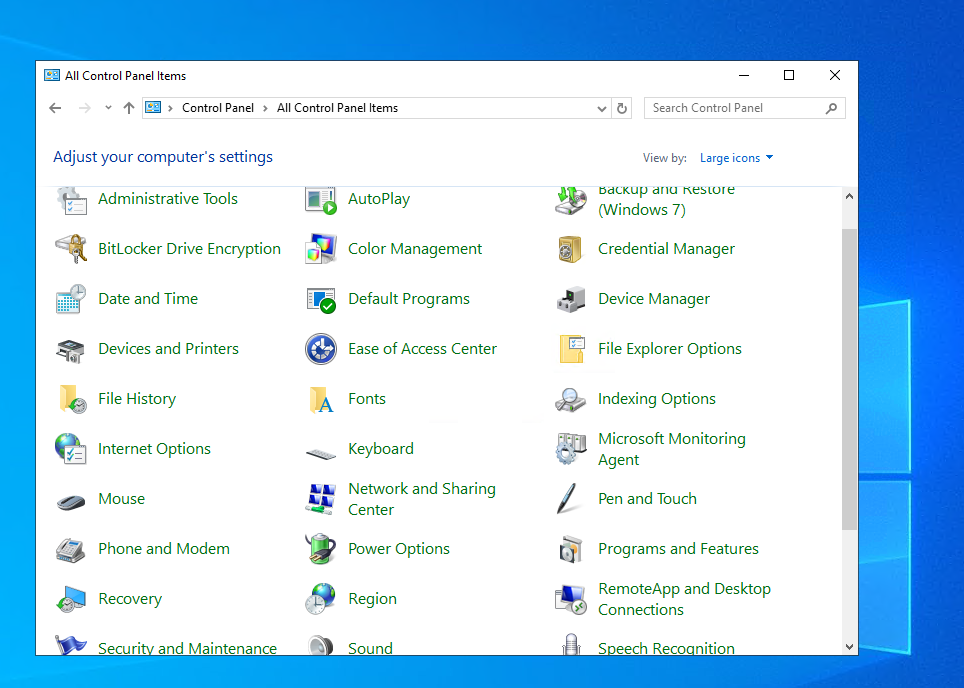 All Control Panel Items
Control Panel > All Control Panel Items
Search Control Panel
Adjust your computer's settings
View by: Large icons
Administrative Tools
AutoPlay
Backup and Restore
(Windows 7)
BitLocker Drive Encryption
Color Management
Credential Manager
Date and Time
Default Programs
Device Manager
Devices and Printers
Ease of Access Center
File Explorer Options
File History
Fonts
Indexing Options
Internet Options
Keyboard
Microsoft Monitoring
Agent
Mouse
Network and Sharing
Center
Pen and Touch
Phone and Modem
Power Options
Programs and Features
Recovery
Region
RemoteApp and Desktop
Connections
Security and Maintenance
Sound
Speech Recognition